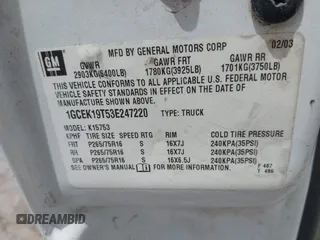 GM
MFD BY GENERAL MOTORS CORP 02/03
GVWR GAWR FRT GAWR RR
2903KG(6400LB) 1780KG(3925LB) 1701KG(3750LB)
THIS VEHICLE CONFORMS TO ALL APPLICABLE U.S. FEDERAL MOTOR
VEHICLE SAFETY STANDARDS IN EFFECT ON THE DATE OF
MANUFACTURE SHOWN ABOVE.
1GCEK19T53E247220 TYPE: TRUCK
MODEL: K15753
KPHF TIRE SIZE SPEED RTG RIM COLD TIRE PRESSURE
FRT P265/75R16 S 16X7J 240KPA(35PSI)
RR P265/75R16 S 16X7J 240KPA(35PSI)
SPA P265/75R16 S 16X6.5J 240KPA(35PSI)
SEE OWNER'S MANUAL
DREAMBID